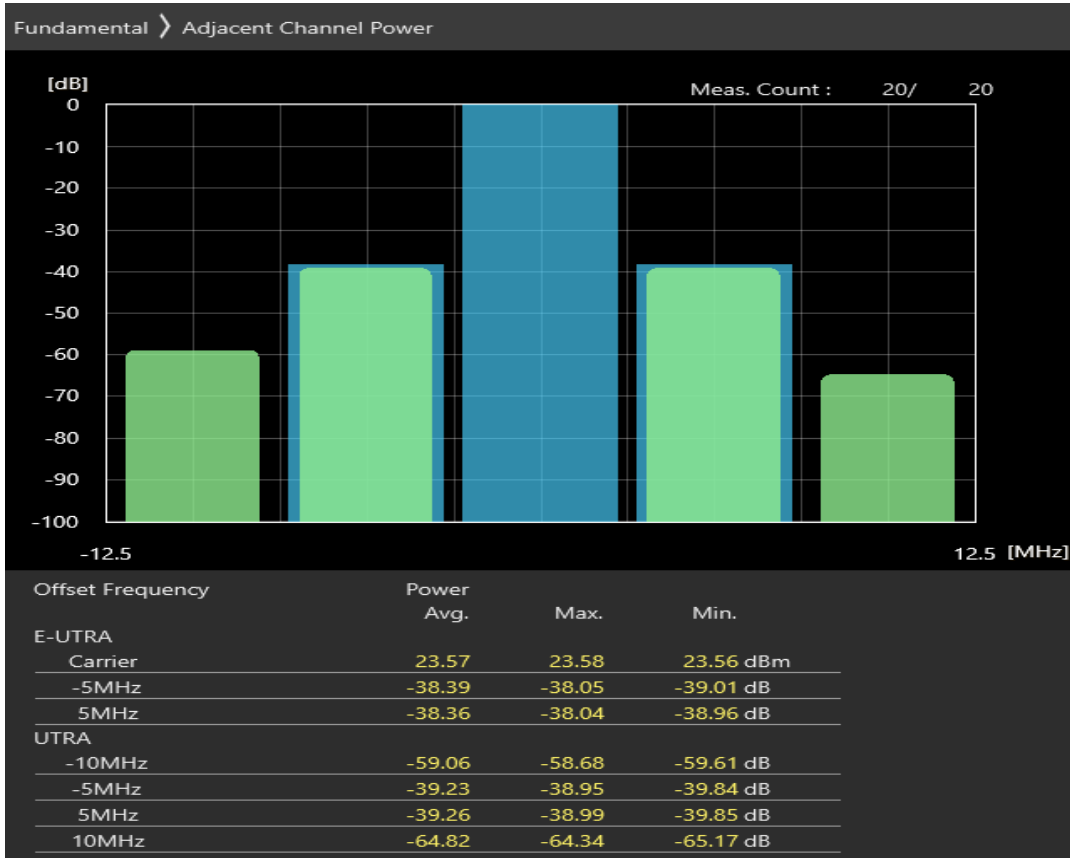 Fundamental 〉 Adjacent Channel Power
[dB]
Meas. Count : 20/ 20
0
-10
-20
-30
-40
-50
-60
-70
-80
-90
-100
-12.5 12.5 [MHz]
Offset Frequency Power
Avg. Max. Min.
E-UTRA
Carrier 23.57 23.58 23.56 dBm
-5MHz -38.39 -38.05 -39.01 dB
5MHz -38.36 -38.04 -38.96 dB
UTRA
-10MHz -59.06 -58.68 -59.61 dB
-5MHz -39.23 -38.95 -39.84 dB
5MHz -39.26 -38.99 -39.85 dB
10MHz -64.82 -64.34 -65.17 dB